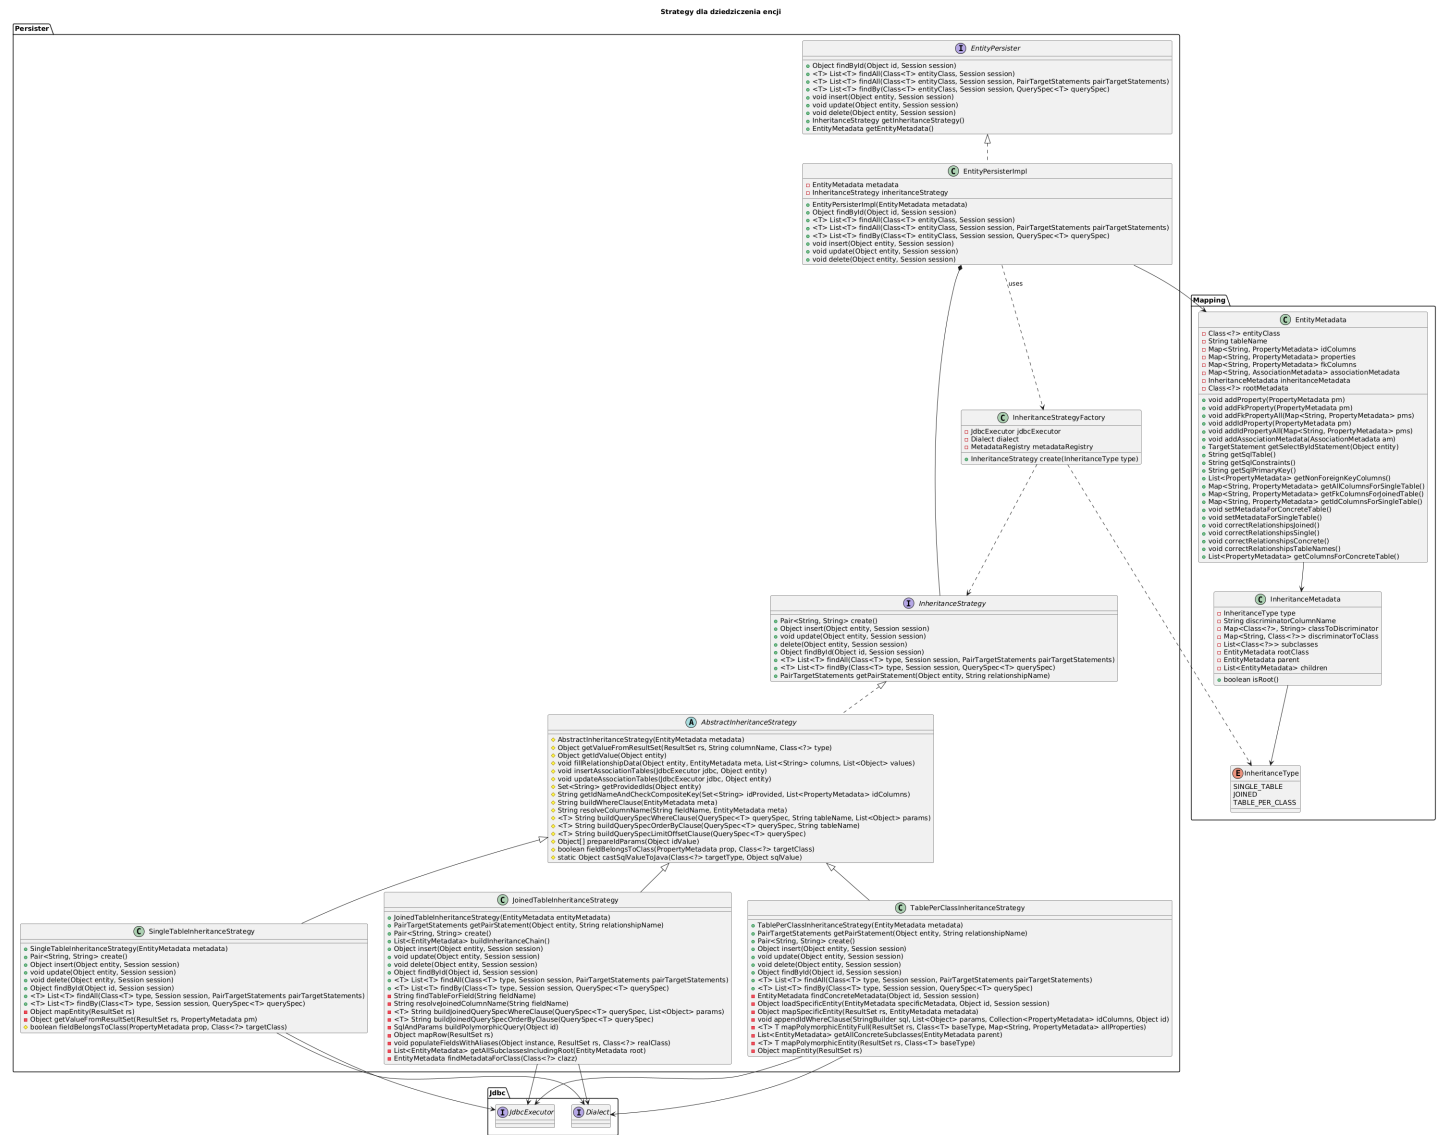 Strategy dla dziedziczenia encji
Persister
I EntityPersister
Object findById(Object id, Session session)
<T> List<T> findAll(Class<T> entityClass, Session session)
<T> List<T> findAll(Class<T> entityClass, Session session, PairTargetStatements pairTargetStatements)
<T> List<T> findBy(Class<T> entityClass, Session session, QuerySpec<T> querySpec)
void insert(Object entity, Session session)
void update(Object entity, Session session)
void delete(Object entity, Session session)
InheritanceStrategy getInheritanceStrategy()
EntityMetadata getEntityMetadata()
C EntityPersisterImpl
EntityMetadata metadata
InheritanceStrategy inheritanceStrategy
EntityPersisterImpl(EntityMetadata metadata)
Object findById(Object id, Session session)
<T> List<T> findAll(Class<T> entityClass, Session session)
<T> List<T> findAll(Class<T> entityClass, Session session, PairTargetStatements pairTargetStatements)
<T> List<T> findBy(Class<T> entityClass, Session session, QuerySpec<T> querySpec)
void insert(Object entity, Session session)
void update(Object entity, Session session)
void delete(Object entity, Session session)
uses
Mapping
C EntityMetadata
Class<?> entityClass
String tableName
Map<String, PropertyMetadata> idColumns
Map<String, PropertyMetadata> properties
Map<String, PropertyMetadata> fkColumns
Map<String, AssociationMetadata> associationMetadata
InheritanceMetadata inheritanceMetadata
Class<?> rootMetadata
void addProperty(PropertyMetadata pm)
void addFkProperty(PropertyMetadata pm)
void addFkPropertyAll(Map<String, PropertyMetadata> pms)
void addIdProperty(PropertyMetadata pm)
void addIdPropertyAll(Map<String, PropertyMetadata> pms)
void addAssociationMetadata(AssociationMetadata am)
TargetStatement getSelectByIdStatement(Object entity)
String getSqlTable()
String getSqlConstraints()
String getSqlPrimaryKey()
List<PropertyMetadata> getNonForeignKeyColumns()
Map<String, PropertyMetadata> getAllColumnsForSingleTable()
Map<String, PropertyMetadata> getFkColumnsForJoinedTable()
Map<String, PropertyMetadata> getIdColumnsForSingleTable()
void setMetadataForConcreteTable()
void setMetadataForSingleTable()
void correctRelationshipsJoined()
void correctRelationshipsSingle()
void correctRelationshipsConcrete()
void correctRelationshipsTableNames()
List<PropertyMetadata> getColumnsForConcreteTable()
C InheritanceStrategyFactory
JdbcExecutor jdbcExecutor
Dialect dialect
MetadataRegistry metadataRegistry
InheritanceStrategy create(InheritanceType type)
I InheritanceStrategy
Pair<String, String> create()
Object insert(Object entity, Session session)
void update(Object entity, Session session)
delete(Object entity, Session session)
Object findById(Object id, Session session)
<T> List<T> findAll(Class<T> type, Session session, PairTargetStatements pairTargetStatements)
<T> List<T> findBy(Class<T> type, Session session, QuerySpec<T> querySpec)
PairTargetStatements getPairStatement(Object entity, String relationshipName)
C InheritanceMetadata
InheritanceType type
String discriminatorColumnName
Map<Class<?>, String> classToDiscriminator
Map<String, Class<?>> discriminatorToClass
List<Class<?>> subclasses
EntityMetadata rootClass
EntityMetadata parent
List<EntityMetadata> children
boolean isRoot()
A AbstractInheritanceStrategy
AbstractInheritanceStrategy(EntityMetadata metadata)
Object getValueFromResultSet(ResultSet rs, String columnName, Class<?> type)
Object getIdValue(Object entity)
void fillRelationshipData(Object entity, EntityMetadata meta, List<String> columns, List<Object> values)
void insertAssociationTables(JdbcExecutor jdbc, Object entity)
void updateAssociationTables(JdbcExecutor jdbc, Object entity)
Set<String> getProvidedIds(Object entity)
String getIdNameAndCheckCompositeKey(Set<String> idProvided, List<PropertyMetadata> idColumns)
String buildWhereClause(EntityMetadata meta)
String resolveColumnName(String fieldName, EntityMetadata meta)
<T> String buildQuerySpecWhereClause(QuerySpec<T> querySpec, String tableName, List<Object> params)
<T> String buildQuerySpecOrderByClause(QuerySpec<T> querySpec, String tableName)
<T> String buildQuerySpecLimitOffsetClause(QuerySpec<T> querySpec)
Object[] prepareIdParams(Object idValue)
boolean fieldBelongsToClass(PropertyMetadata prop, Class<?> targetClass)
static Object castSqlValueToJava(Class<?> targetType, Object sqlValue)
E InheritanceType
SINGLE_TABLE
JOINED
TABLE_PER_CLASS
C SingleTableInheritanceStrategy
SingleTableInheritanceStrategy(EntityMetadata metadata)
Pair<String, String> create()
Object insert(Object entity, Session session)
void update(Object entity, Session session)
void delete(Object entity, Session session)
Object findById(Object id, Session session)
<T> List<T> findAll(Class<T> type, Session session, PairTargetStatements pairTargetStatements)
<T> List<T> findBy(Class<T> type, Session session, QuerySpec<T> querySpec)
Object mapEntity(ResultSet rs)
Object getValueFromResultSet(ResultSet rs, PropertyMetadata pm)
boolean fieldBelongsToClass(PropertyMetadata prop, Class<?> targetClass)
C JoinedTableInheritanceStrategy
JoinedTableInheritanceStrategy(EntityMetadata entityMetadata)
PairTargetStatements getPairStatement(Object entity, String relationshipName)
Pair<String, String> create()
List<EntityMetadata> buildInheritanceChain()
Object insert(Object entity, Session session)
void update(Object entity, Session session)
void delete(Object entity, Session session)
Object findById(Object id, Session session)
<T> List<T> findAll(Class<T> type, Session session, PairTargetStatements pairTargetStatements)
<T> List<T> findBy(Class<T> type, Session session, QuerySpec<T> querySpec)
String findTableForField(String fieldName)
String resolveJoinedColumnName(String fieldName)
<T> String buildJoinedQuerySpecWhereClause(QuerySpec<T> querySpec, List<Object> params)
<T> String buildJoinedQuerySpecOrderByClause(QuerySpec<T> querySpec)
SqlAndParams buildPolymorphicQuery(Object id)
Object mapRow(ResultSet rs)
void populateFieldsWithAliases(Object instance, ResultSet rs, Class<?> realClass)
List<EntityMetadata> getAllSubclassesIncludingRoot(EntityMetadata root)
EntityMetadata findMetadataForClass(Class<?> clazz)
C TablePerClassInheritanceStrategy
TablePerClassInheritanceStrategy(EntityMetadata metadata)
PairTargetStatements getPairStatement(Object entity, String relationshipName)
Pair<String, String> create()
Object insert(Object entity, Session session)
void update(Object entity, Session session)
void delete(Object entity, Session session)
Object findById(Object id, Session session)
<T> List<T> findAll(Class<T> type, Session session, PairTargetStatements pairTargetStatements)
<T> List<T> findBy(Class<T> type, Session session, QuerySpec<T> querySpec)
EntityMetadata findConcreteMetadata(Object id, Session session)
Object loadSpecificEntity(EntityMetadata specificMetadata, Object id, Session session)
Object mapSpecificEntity(ResultSet rs, EntityMetadata metadata)
void appendIdWhereClause(StringBuilder sql, List<Object> params, Collection<PropertyMetadata> idColumns, Object id)
<T> T mapPolymorphicEntityFull(ResultSet rs, Class<T> baseType, Map<String, PropertyMetadata> allProperties)
List<EntityMetadata> getAllConcreteSubclasses(EntityMetadata parent)
<T> T mapPolymorphicEntity(ResultSet rs, Class<T> baseType)
Object mapEntity(ResultSet rs)
Jdbc
I JdbcExecutor
I Dialect